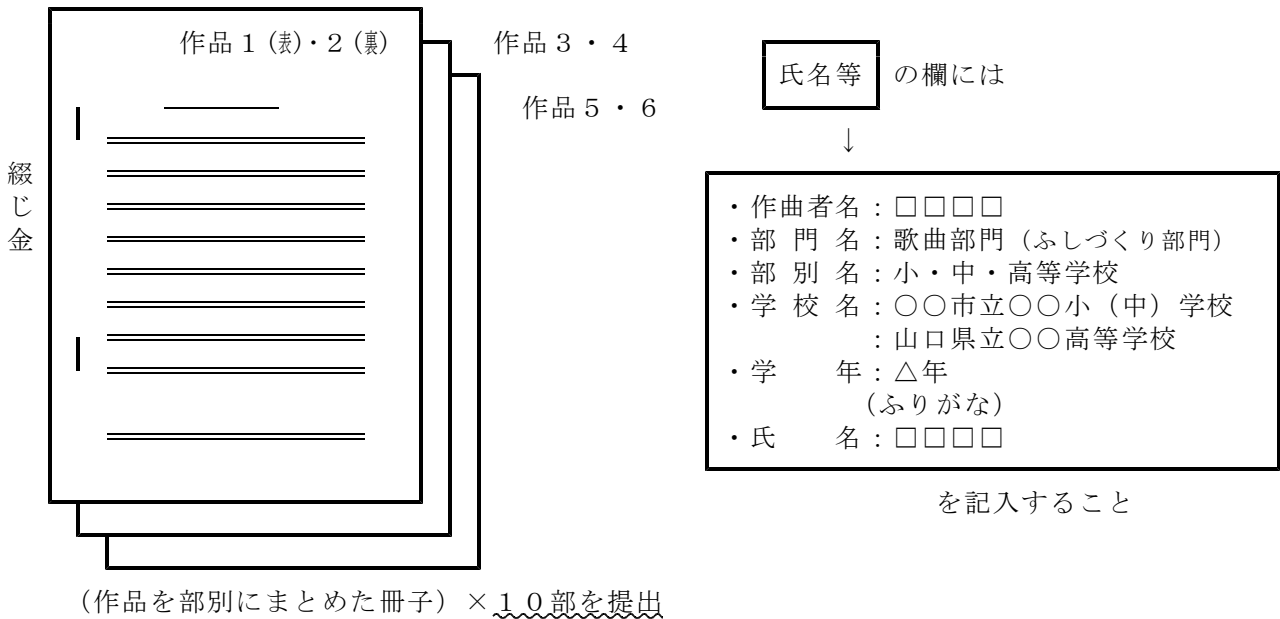 作品１(表)・２(裏)
作品３・４
作品５・６
綴じ金
(作品を部別にまとめた冊子)×１０部を提出
氏名等 の欄には
↓
・作曲者名：□□□□
・部 門 名：歌曲部門（ふしづくり部門）
・部 別 名：小・中・高等学校
・学 校 名：○○市立○○小（中）学校
：山口県立○○高等学校
・学　　年：△年
（ふりがな）
・氏　　名：□□□□
を記入すること